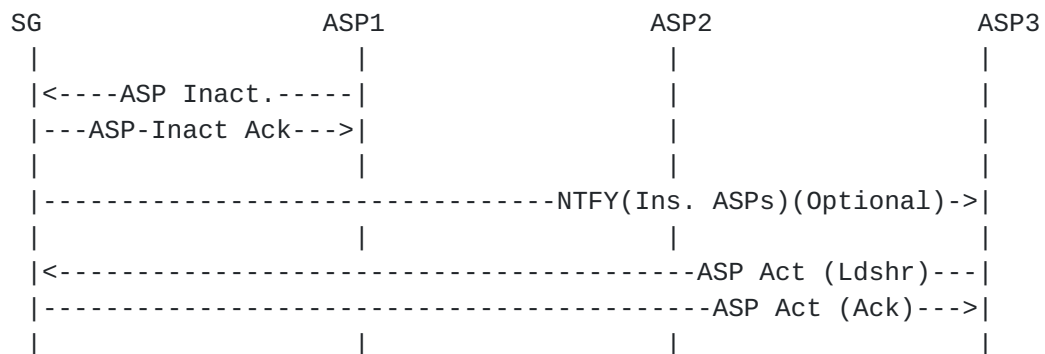 SG                  ASP1                 ASP2                 ASP3
 |                    |                   |                   |
 |<----ASP Inact.-----|                   |                   |
 |---ASP-Inact Ack--->|                   |                   |
 |                    |                   |                   |
 |---------------------------------NTFY(Ins. ASPs)(Optional)->|
 |                    |                   |                   |
 |<------------------------------------------ASP Act (Ldshr)---|
 |-------------------------------------------ASP Act (Ack)--->|
 |                    |                   |                   |